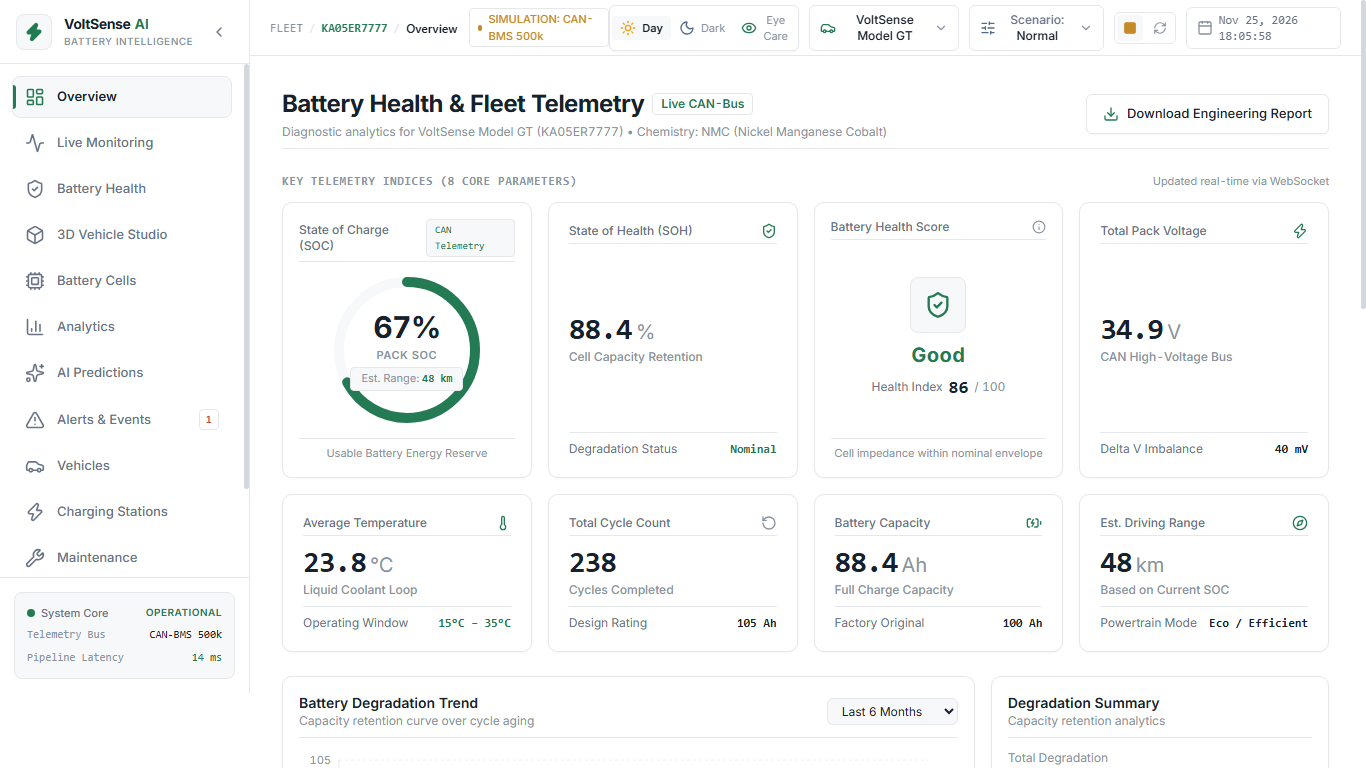 VoltSense AI
BATTERY INTELLIGENCE
Overview
Live Monitoring
Battery Health
3D Vehicle Studio
Battery Cells
Analytics
AI Predictions
Alerts & Events 1
Vehicles
Charging Stations
Maintenance
System Core OPERATIONAL
Telemetry Bus CAN-BMS 500k
Pipeline Latency 14 ms
FLEET / KA05ER7777 / Overview
SIMULATION: CAN-
BMS 500k
Day
Dark
Eye
Care
VoltSense
Model GT
Scenario:
Normal
Nov 25, 2026
18:05:58
Battery Health & Fleet Telemetry Live CAN-Bus
Diagnostic analytics for VoltSense Model GT (KA05ER7777) • Chemistry: NMC (Nickel Manganese Cobalt)
Download Engineering Report
KEY TELEMETRY INDICES (8 CORE PARAMETERS)
Updated real-time via WebSocket
State of Charge
(SOC)
CAN
Telemetry
67%
PACK SOC
Est. Range: 48 km
Usable Battery Energy Reserve
State of Health (SOH)
88.4 %
Cell Capacity Retention
Degradation Status Nominal
Battery Health Score
Good
Health Index 86 / 100
Cell impedance within nominal envelope
Total Pack Voltage
34.9 V
CAN High-Voltage Bus
Delta V Imbalance 40 mV
Average Temperature
23.8 °C
Liquid Coolant Loop
Operating Window 15°C – 35°C
Total Cycle Count
238
Cycles Completed
Design Rating 105 Ah
Battery Capacity
88.4 Ah
Full Charge Capacity
Factory Original 100 Ah
Est. Driving Range
48 km
Based on Current SOC
Powertrain Mode Eco / Efficient
Battery Degradation Trend
Capacity retention curve over cycle aging
Last 6 Months
105
Degradation Summary
Capacity retention analytics
Total Degradation